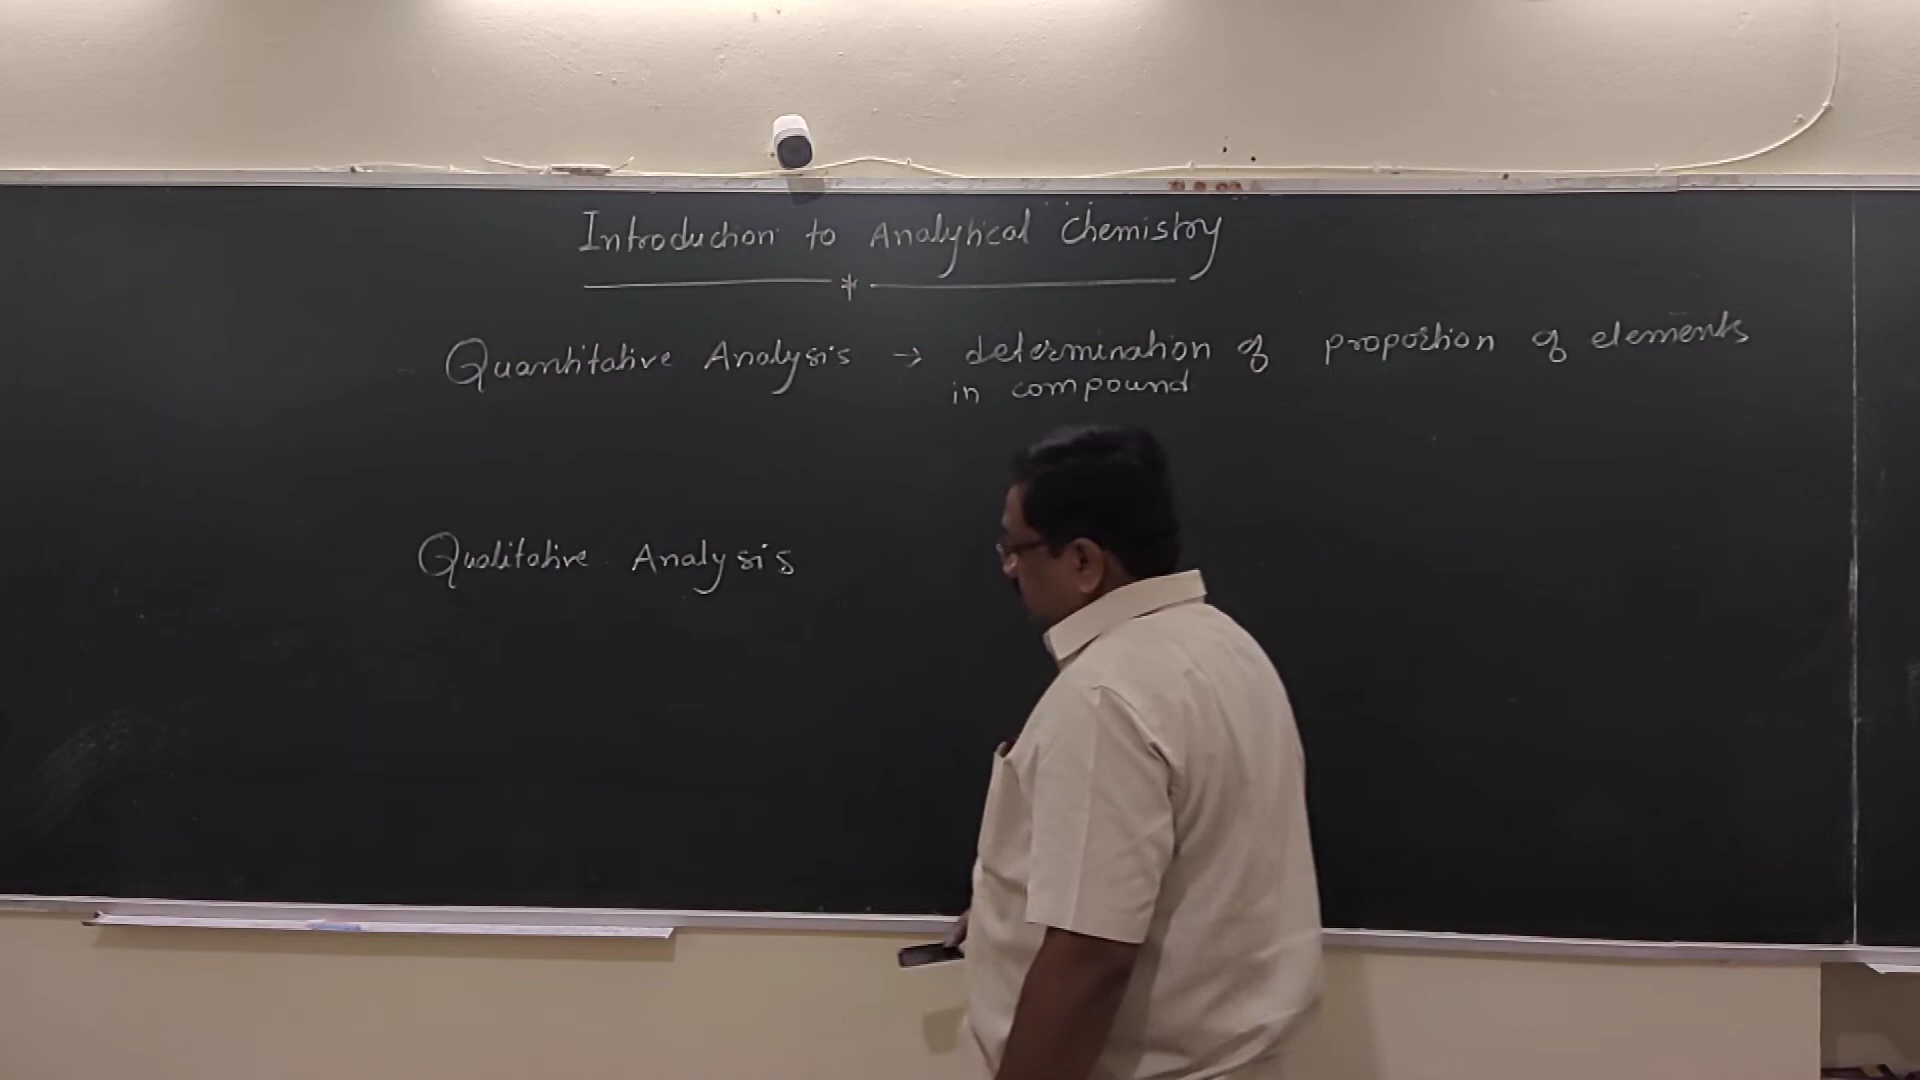 Introduction to Analytical Chemistry
Quantitative Analysis → determination of proportion of elements
in compound
Qualitative Analysis